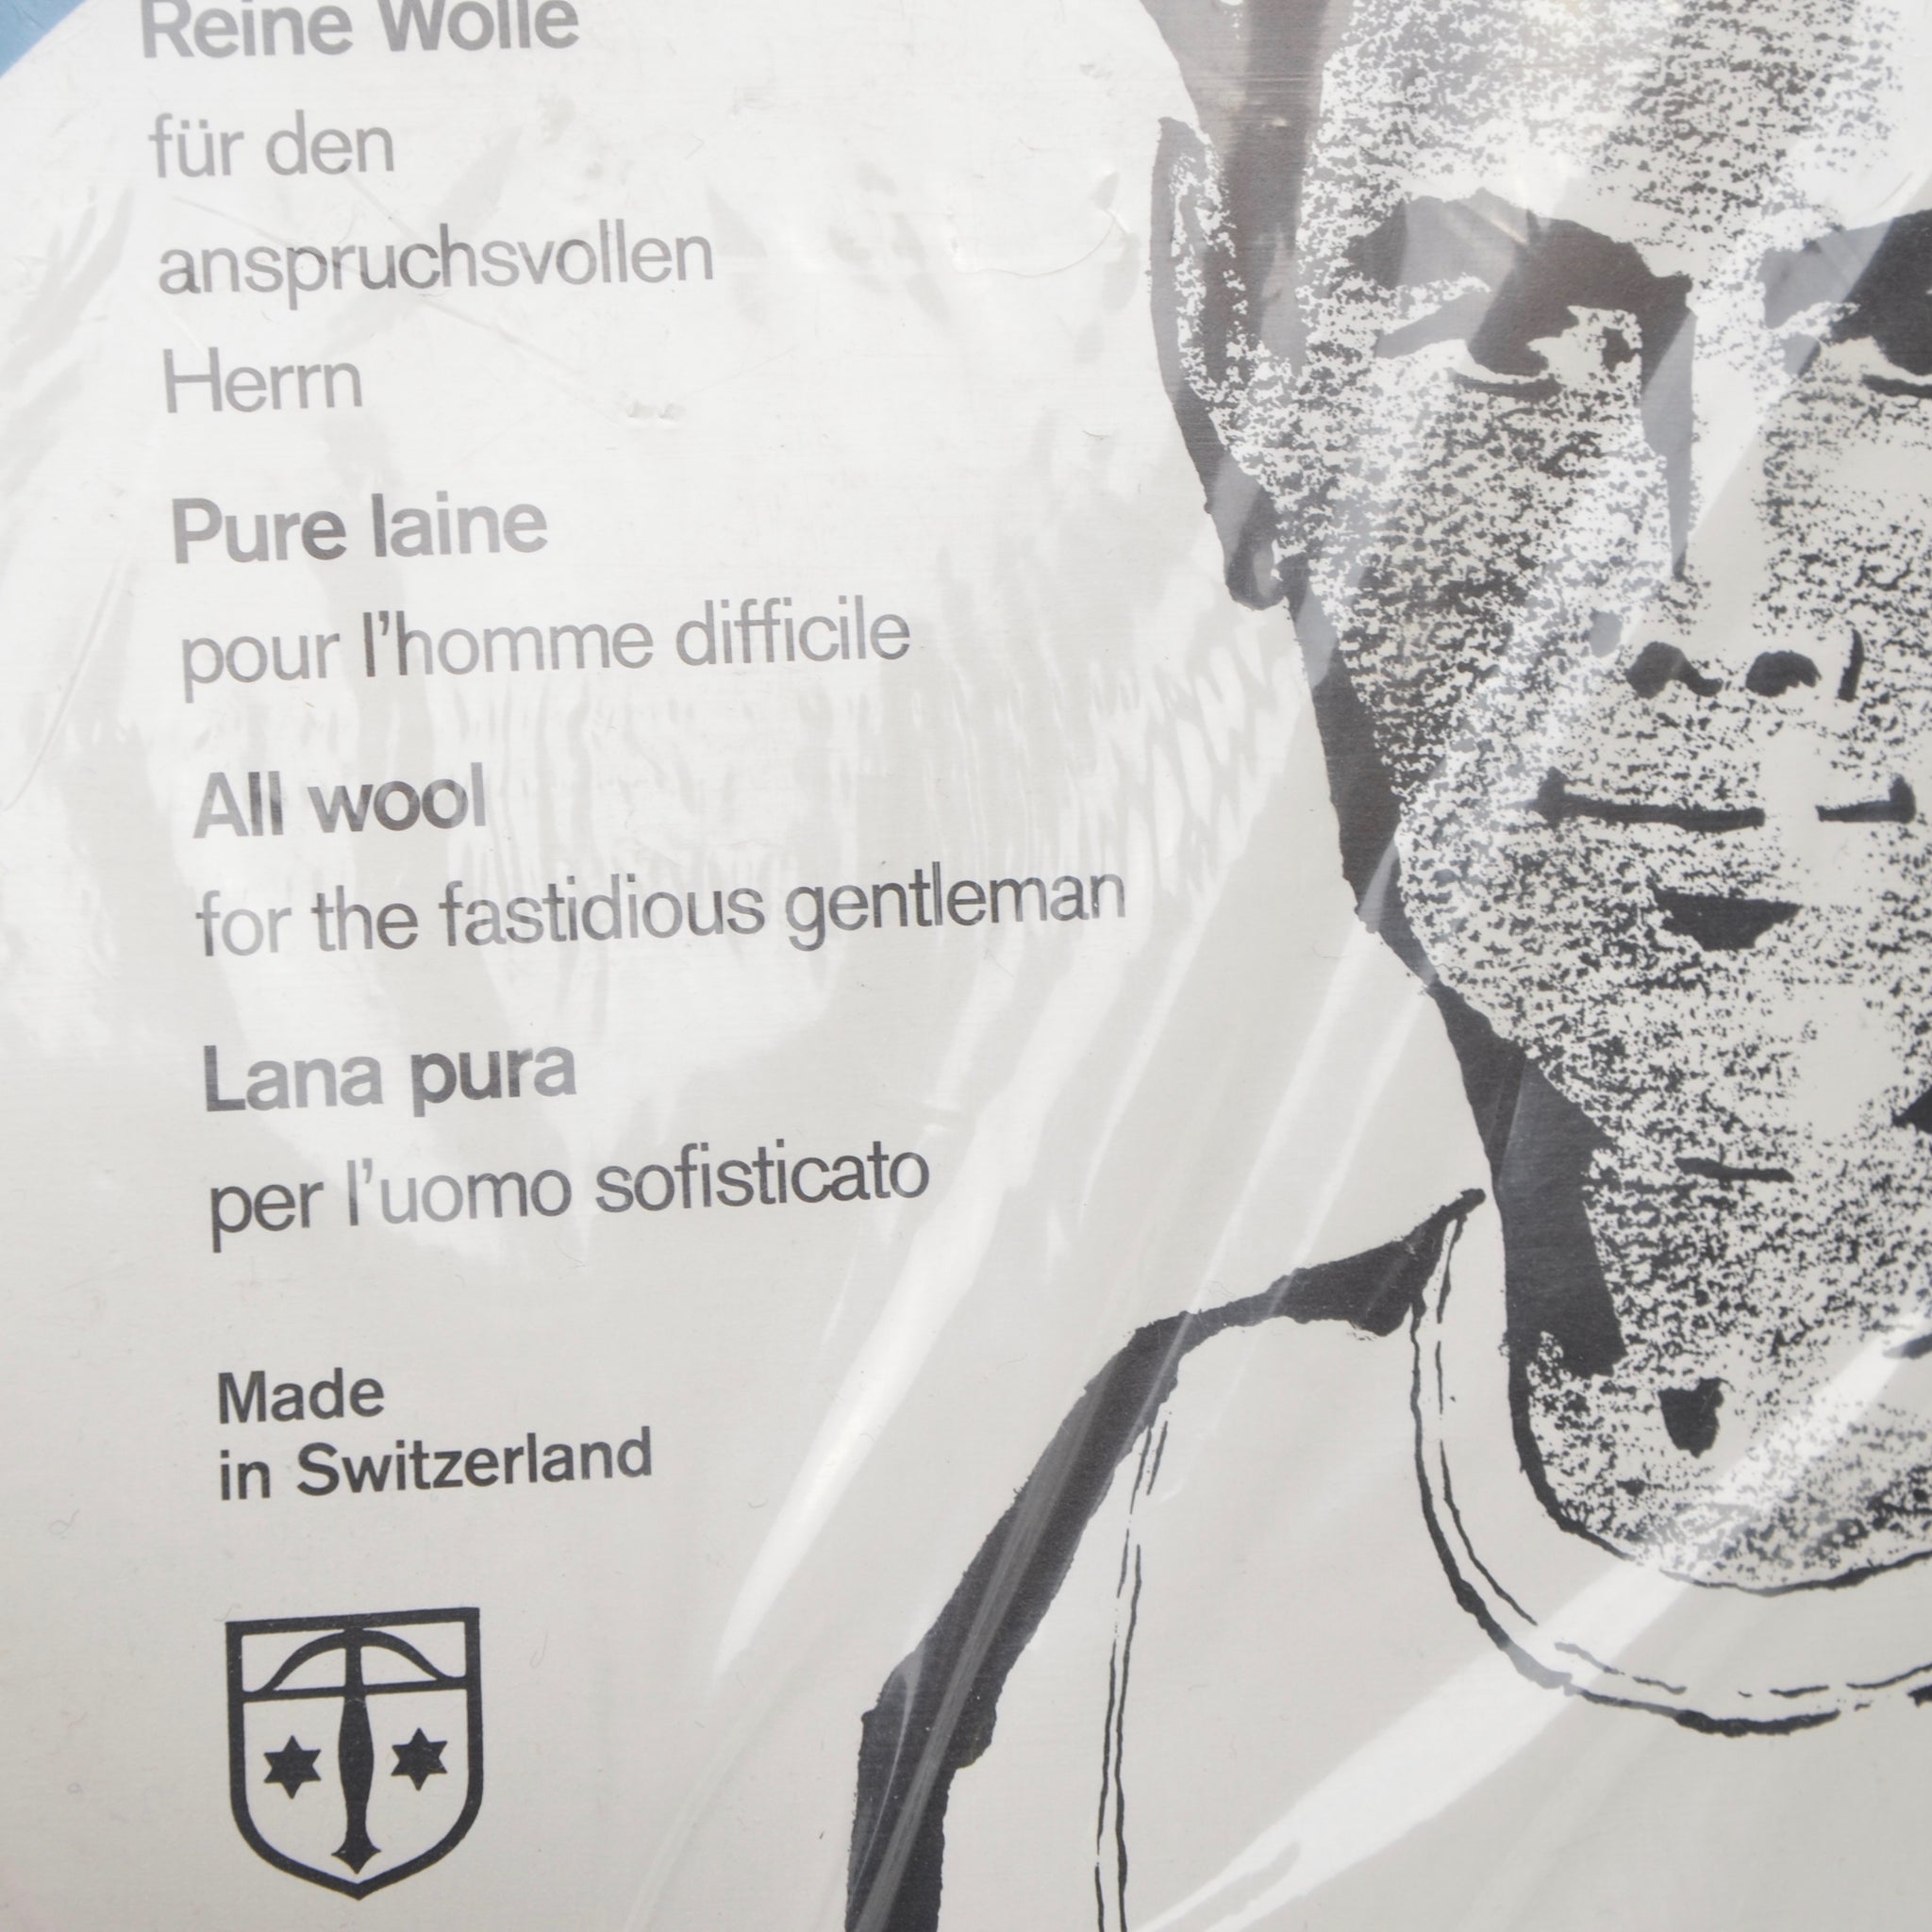 Reine Wolle
für den
anspruchsvollen
Herrn
Pure laine
pour l'homme difficile
All wool
for the fastidious gentleman
Lana pura
per l'uomo sofisticato
Made
in Switzerland